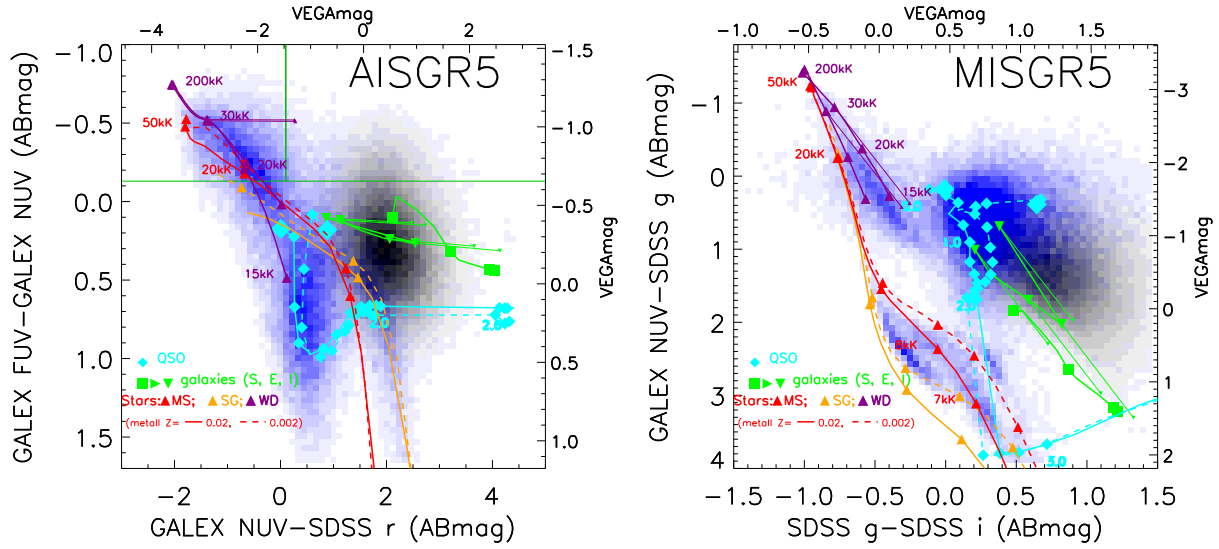 VEGAmag
−4 −2 0 2
AISGR5
200kK
30kK
50kK
20kK
20kK
15kK
2.0
2.0
QSO
galaxies (S, E, I)
Stars: MS; SG; WD
(metall Z= 0.02, 0.002)
−1.0
−0.5
0.0
0.5
1.0
1.5
GALEX FUV−GALEX NUV (ABmag)
−1.5
−1.0
−0.5
0.0
0.5
1.0
VEGAmag
−2 0 2 4
GALEX NUV−SDSS r (ABmag)
VEGAmag
−0.5 0.0 0.5 1.0 1.5
MISGR5
200kK
50kK
30kK
20kK
20kK
15kK
1.0
2.0
7kK
3.0
QSO
galaxies (S, E, I)
Stars: MS; SG; WD
(metall Z= 0.02, 0.002)
−1
0
1
2
3
4
GALEX NUV−SDSS g (ABmag)
−3
−2
−1
0
1
2
VEGAmag
−1.5 −1.0 −0.5 0.0 0.5 1.0 1.5
SDSS g−SDSS i (ABmag)